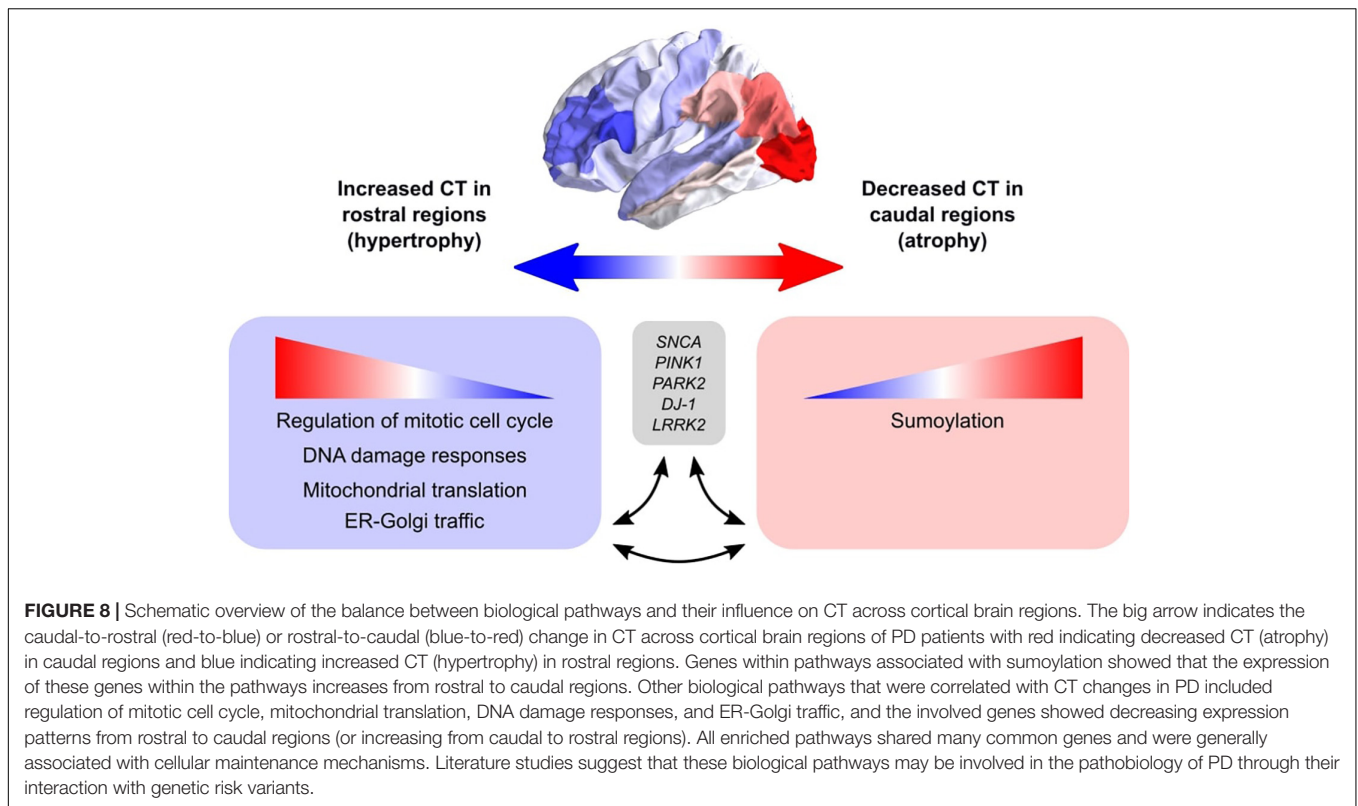 Increased CT in
rostral regions
(hypertrophy)
Decreased CT in
caudal regions
(atrophy)
Regulation of mitotic cell cycle
DNA damage responses
Mitochondrial translation
ER-Golgi traffic
SNCA
PINK1
PARK2
DJ-1
LRRK2
Sumoylation
FIGURE 8 | Schematic overview of the balance between biological pathways and their influence on CT across cortical brain regions. The big arrow indicates the
caudal-to-rostral (red-to-blue) or rostral-to-caudal (blue-to-red) change in CT across cortical brain regions of PD patients with red indicating decreased CT (atrophy)
in caudal regions and blue indicating increased CT (hypertrophy) in rostral regions. Genes within pathways associated with sumoylation showed that the expression
of these genes within the pathways increases from rostral to caudal regions. Other biological pathways that were correlated with CT changes in PD included
regulation of mitotic cell cycle, mitochondrial translation, DNA damage responses, and ER-Golgi traffic, and the involved genes showed decreasing expression
patterns from rostral to caudal regions (or increasing from caudal to rostral regions). All enriched pathways shared many common genes and were generally
associated with cellular maintenance mechanisms. Literature studies suggest that these biological pathways may be involved in the pathobiology of PD through their
interaction with genetic risk variants.